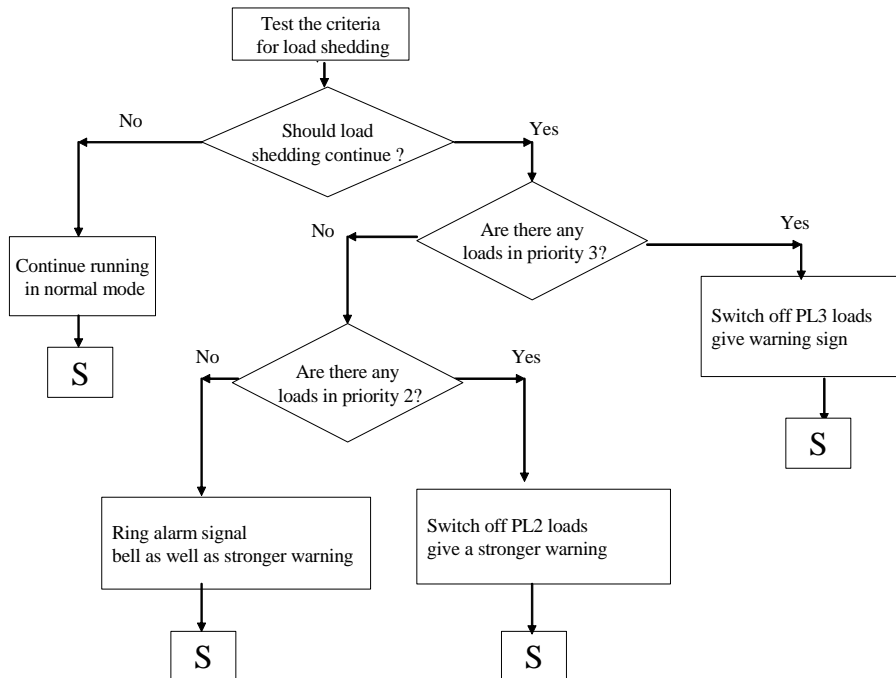 Test the criteria
for load shedding
No
Should load
shedding continue ?
Yes
No
Are there any
loads in priority 3?
Yes
Continue running
in normal mode
Switch off PL3 loads
give warning sign
S
No
Are there any
loads in priority 2?
Yes
S
Ring alarm signal
bell as well as stronger warning
Switch off PL2 loads
give a stronger warning
S
S